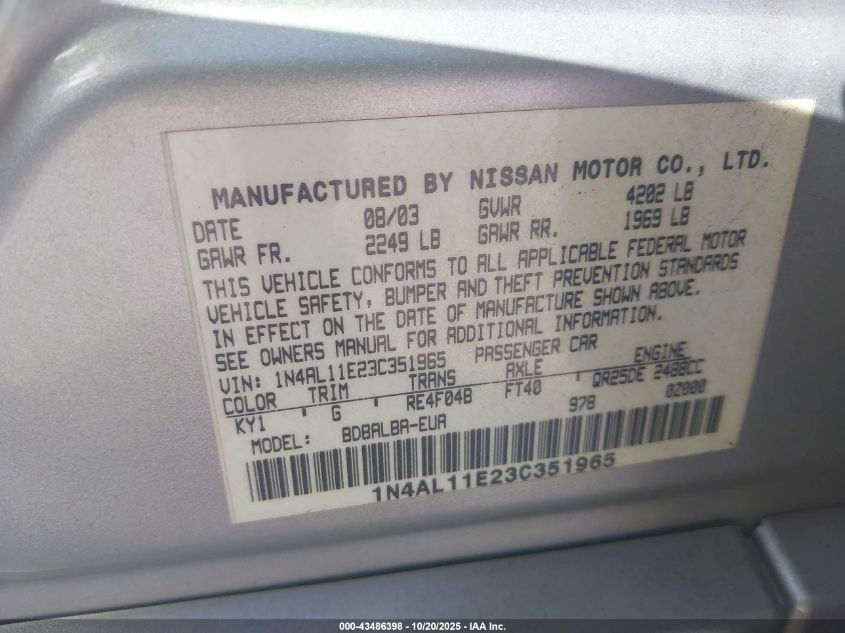 MANUFACTURED BY NISSAN MOTOR CO., LTD.
DATE 08/03 GVWR 4202 LB
GAWR FR. 2249 LB GAWR RR. 1969 LB
THIS VEHICLE CONFORMS TO ALL APPLICABLE FEDERAL MOTOR
VEHICLE SAFETY, BUMPER AND THEFT PREVENTION STANDARDS
IN EFFECT ON THE DATE OF MANUFACTURE SHOWN ABOVE.
SEE OWNERS MANUAL FOR ADDITIONAL INFORMATION.
VIN: 1N4AL11E23C351965 PASSENGER CAR
COLOR TRIM TRANS AXLE ENGINE
KY1 G RE4F04B FT40 QR25DE 2488CC
978 02000
MODEL: BDBALBA-EUA
1N4AL11E23C351965
000-43486398 - 10/20/2025 - IAA Inc.